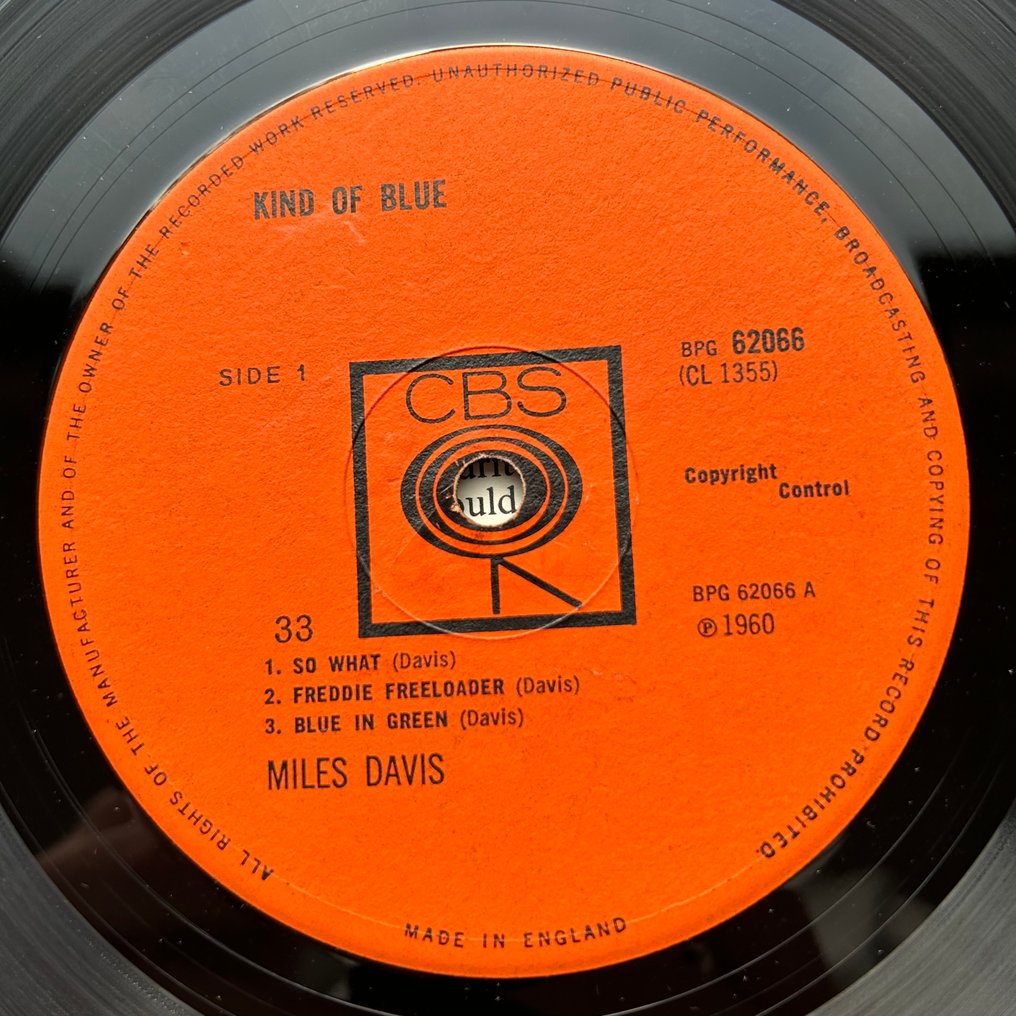 ALL RIGHTS OF THE MANUFACTURER AND OF THE OWNER OF THE RECORDED WORK RESERVED. UNAUTHORIZED PUBLIC PERFORMANCE, BROADCASTING AND COPYING OF THIS RECORD PROHIBITED.
KIND OF BLUE
SIDE 1
BPG 62066
(CL 1355)
CBS
ould
Copyright
Control
BPG 62066 A
℗ 1960
33
1. SO WHAT (Davis)
2. FREDDIE FREELOADER (Davis)
3. BLUE IN GREEN (Davis)
MILES DAVIS
MADE IN ENGLAND